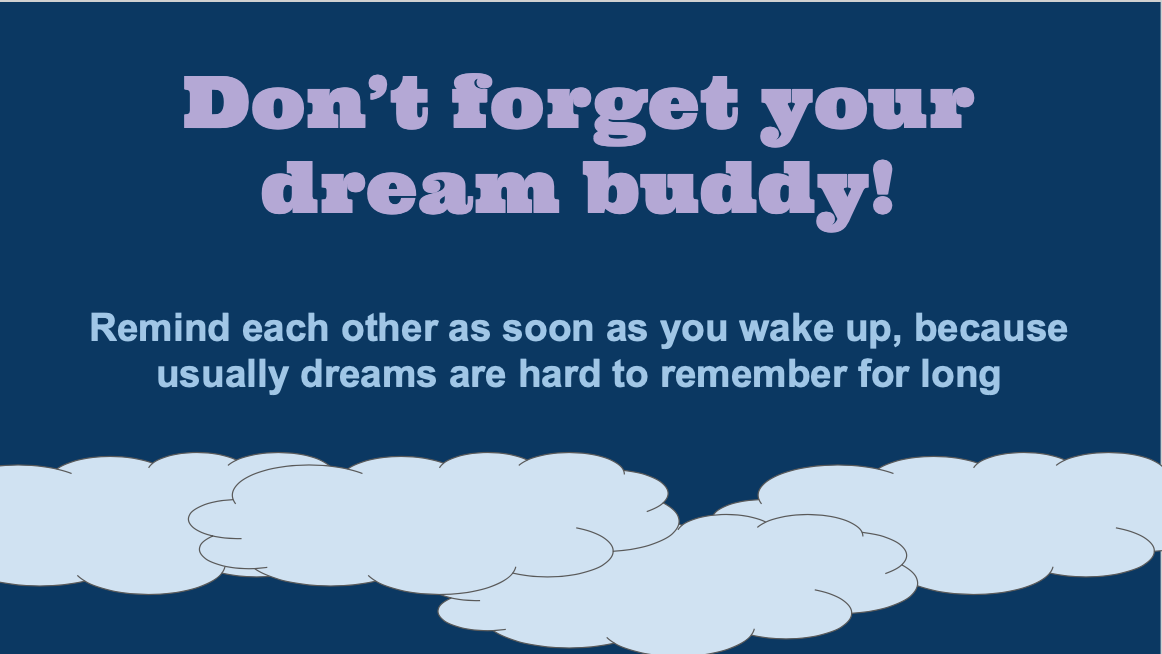 Don’t forget your
dream buddy!
Remind each other as soon as you wake up, because
usually dreams are hard to remember for long